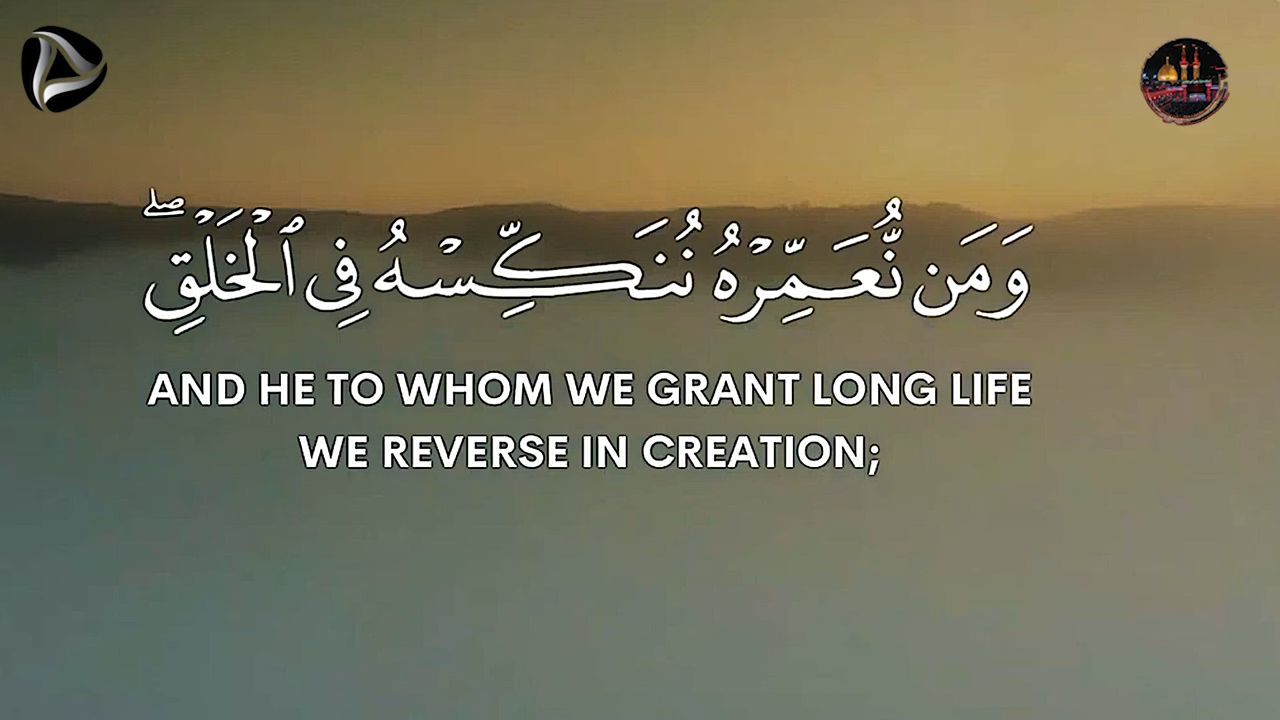 وَمَن نُّعَمِّرْهُ نُنَكِّسْهُ فِى ٱلْخَلْقِ ۖ
AND HE TO WHOM WE GRANT LONG LIFE
WE REVERSE IN CREATION;